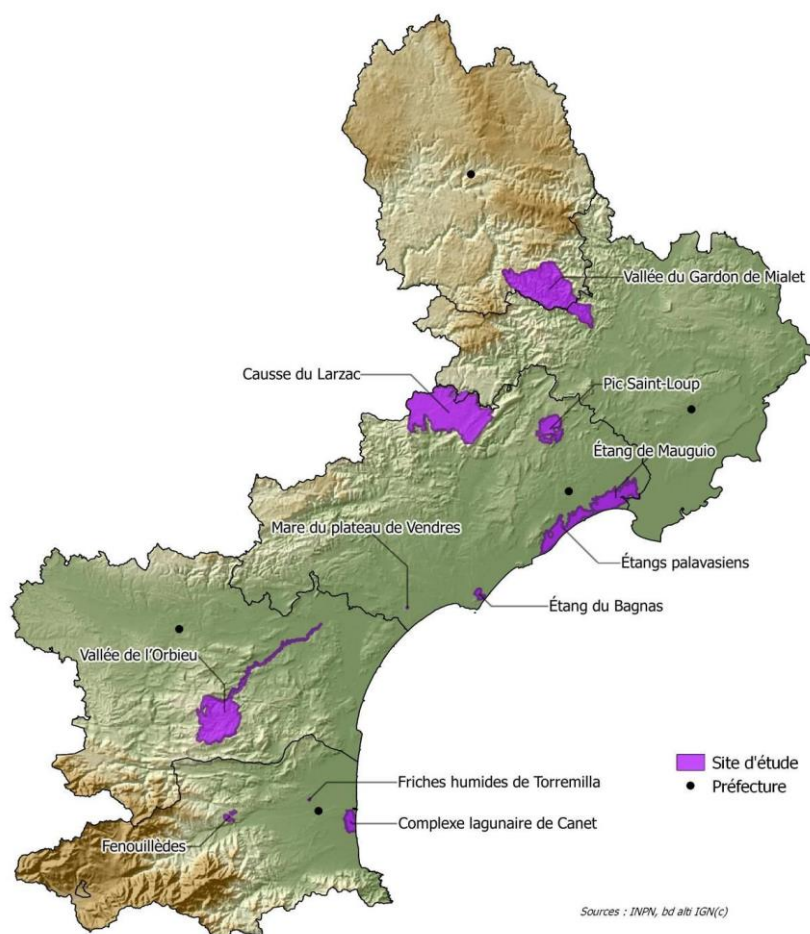 Vallée du Gardon de Mialet
Causse du Larzac
Pic Saint-Loup
Étang de Mauguio
Mare du plateau de Vendres
Étangs palavasiens
Étang du Bagnas
Vallée de l'Orbieu
Site d'étude
Friches humides de Torremilla
Préfecture
Complexe lagunaire de Canet
Fenouillèdes
Sources : INPN, bd alti IGN(c)